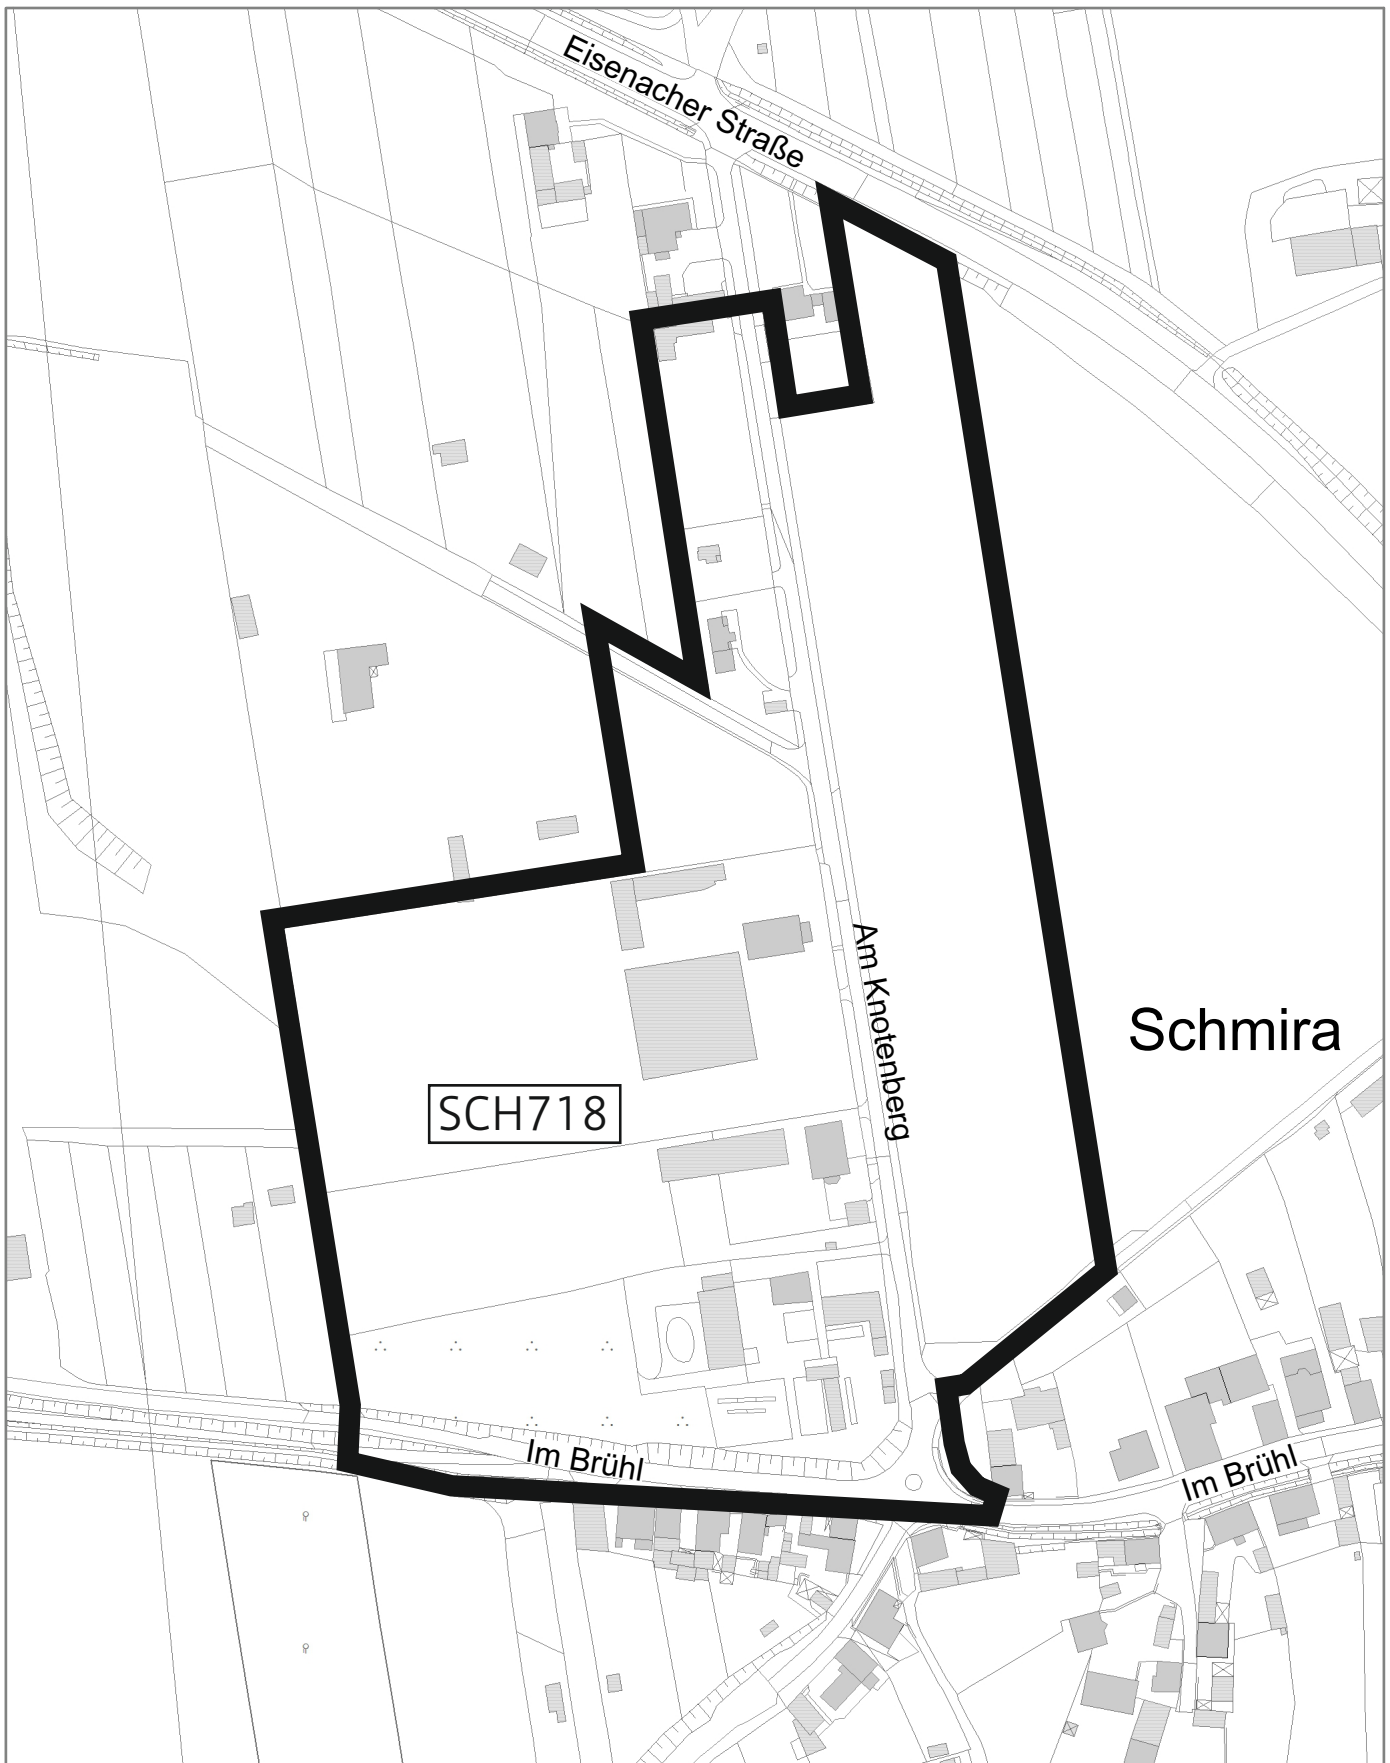 Eisenacher Straße
Am Knotenberg
Schmira
SCH718
Im Brühl
Im Brühl